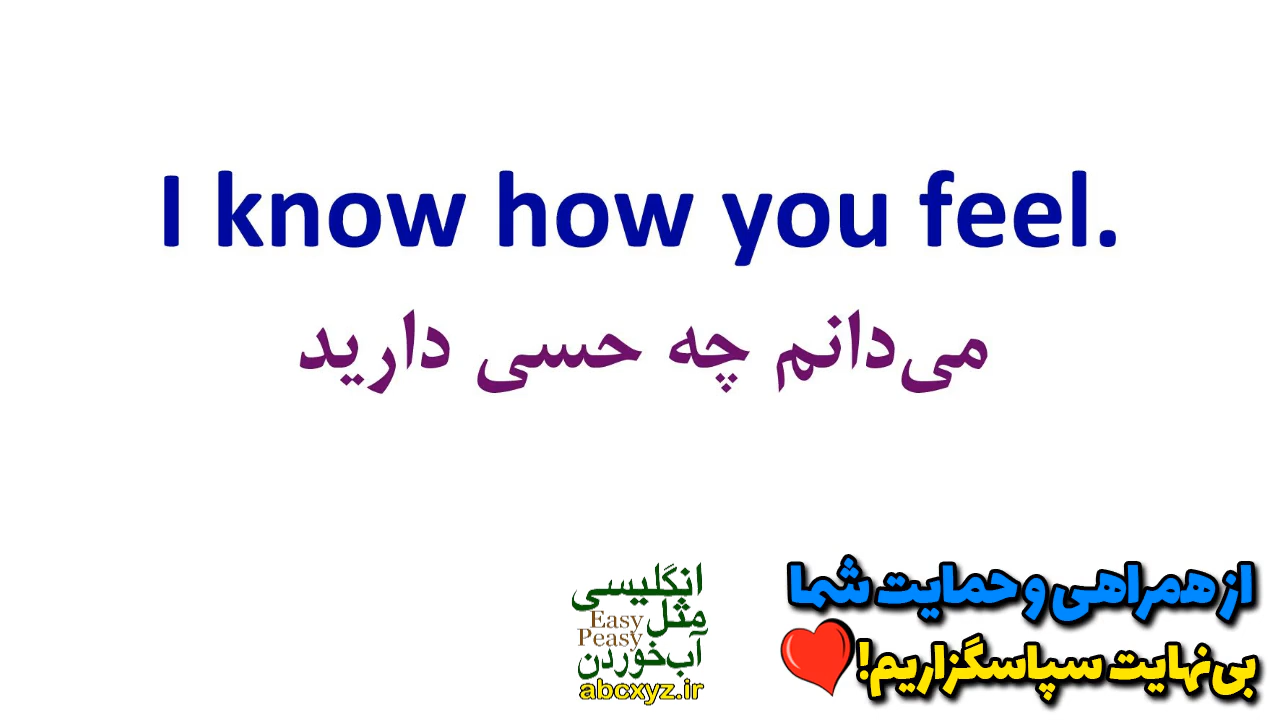 I know how you feel.
می‌دانم چه حسی دارید
انگلیسی
مثل
Easy
Peasy
آب‌خوردن
abcxyz.ir
از همراهی و حمایت شما
بی‌نهایت سپاسگزاریم!